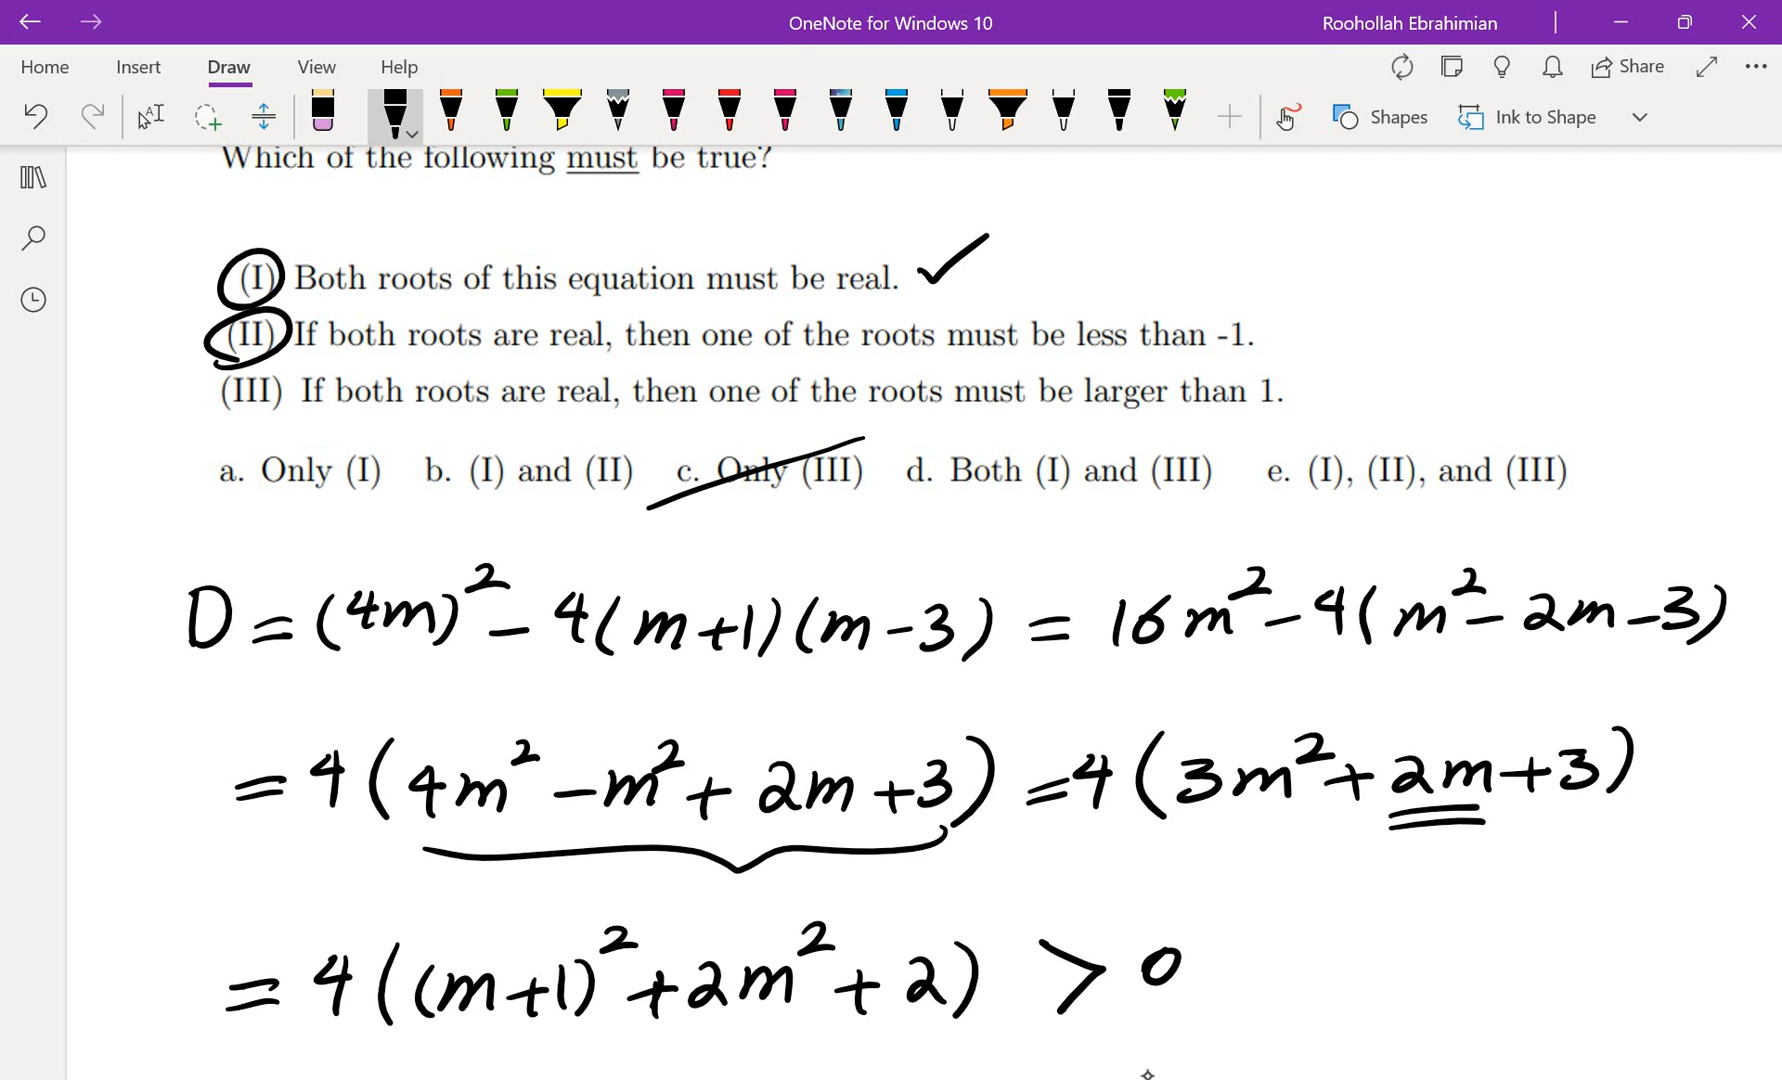 OneNote for Windows 10
Roohollah Ebrahimian
Home Insert Draw View Help
Share
Shapes
Ink to Shape
Which of the following must be true?
(I) Both roots of this equation must be real. ✓
(II) If both roots are real, then one of the roots must be less than -1.
(III) If both roots are real, then one of the roots must be larger than 1.
a. Only (I) b. (I) and (II) c. Only (III) d. Both (I) and (III) e. (I), (II), and (III)
D = (4m)² - 4(m+1)(m-3) = 16m² - 4(m² - 2m - 3)
= 4(4m² - m² + 2m + 3) = 4(3m² + 2m + 3)
= 4((m+1)² + 2m² + 2) > 0